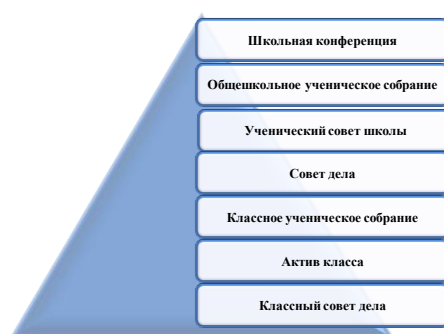 Школьная конференция
Общешкольное ученическое собрание
Ученический совет школы
Совет дела
Классное ученическое собрание
Актив класса
Классный совет дела